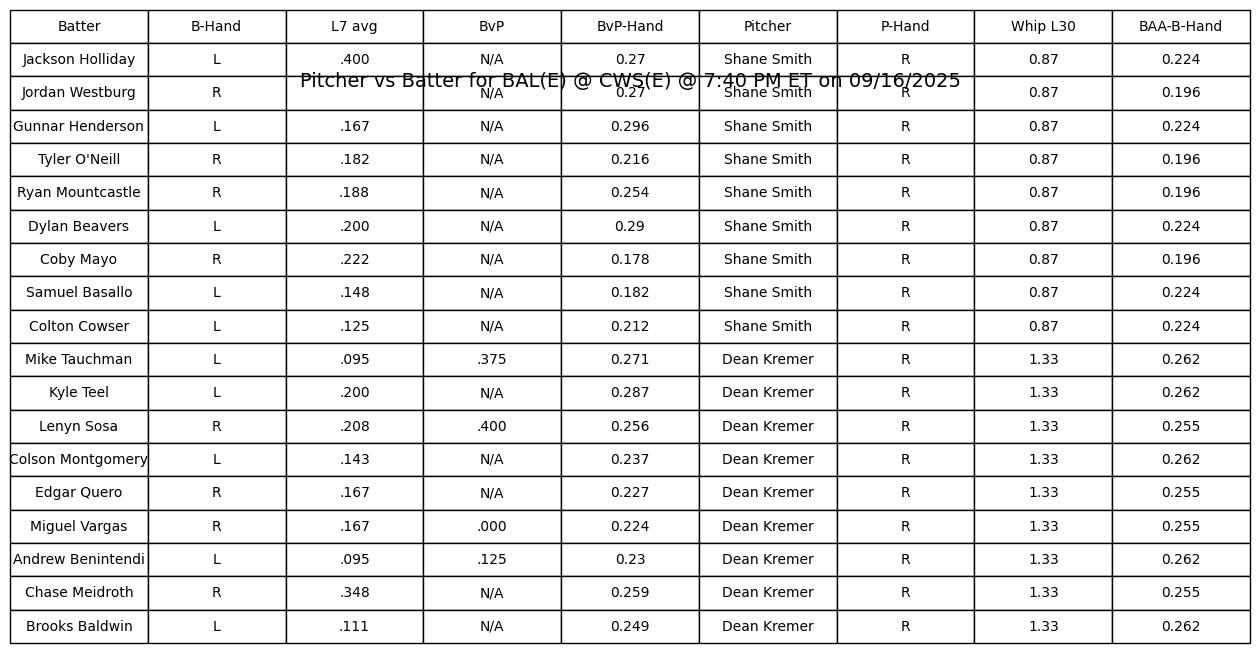 Batter B-Hand L7 avg BvP BvP-Hand Pitcher P-Hand Whip L30 BAA-B-Hand
Jackson Holliday L .400 N/A 0.27 Shane Smith R 0.87 0.224
Pitcher vs Batter for BAL(E) @ CWS(E) @ 7:40 PM ET on 09/16/2025
Jordan Westburg R N/A 0.27 Shane Smith R 0.87 0.196
Gunnar Henderson L .167 N/A 0.296 Shane Smith R 0.87 0.224
Tyler O'Neill R .182 N/A 0.216 Shane Smith R 0.87 0.196
Ryan Mountcastle R .188 N/A 0.254 Shane Smith R 0.87 0.196
Dylan Beavers L .200 N/A 0.29 Shane Smith R 0.87 0.224
Coby Mayo R .222 N/A 0.178 Shane Smith R 0.87 0.196
Samuel Basallo L .148 N/A 0.182 Shane Smith R 0.87 0.224
Colton Cowser L .125 N/A 0.212 Shane Smith R 0.87 0.224
Mike Tauchman L .095 .375 0.271 Dean Kremer R 1.33 0.262
Kyle Teel L .200 N/A 0.287 Dean Kremer R 1.33 0.262
Lenyn Sosa R .208 .400 0.256 Dean Kremer R 1.33 0.255
Colson Montgomery L .143 N/A 0.237 Dean Kremer R 1.33 0.262
Edgar Quero R .167 N/A 0.227 Dean Kremer R 1.33 0.255
Miguel Vargas R .167 .000 0.224 Dean Kremer R 1.33 0.255
Andrew Benintendi L .095 .125 0.23 Dean Kremer R 1.33 0.262
Chase Meidroth R .348 N/A 0.259 Dean Kremer R 1.33 0.255
Brooks Baldwin L .111 N/A 0.249 Dean Kremer R 1.33 0.262